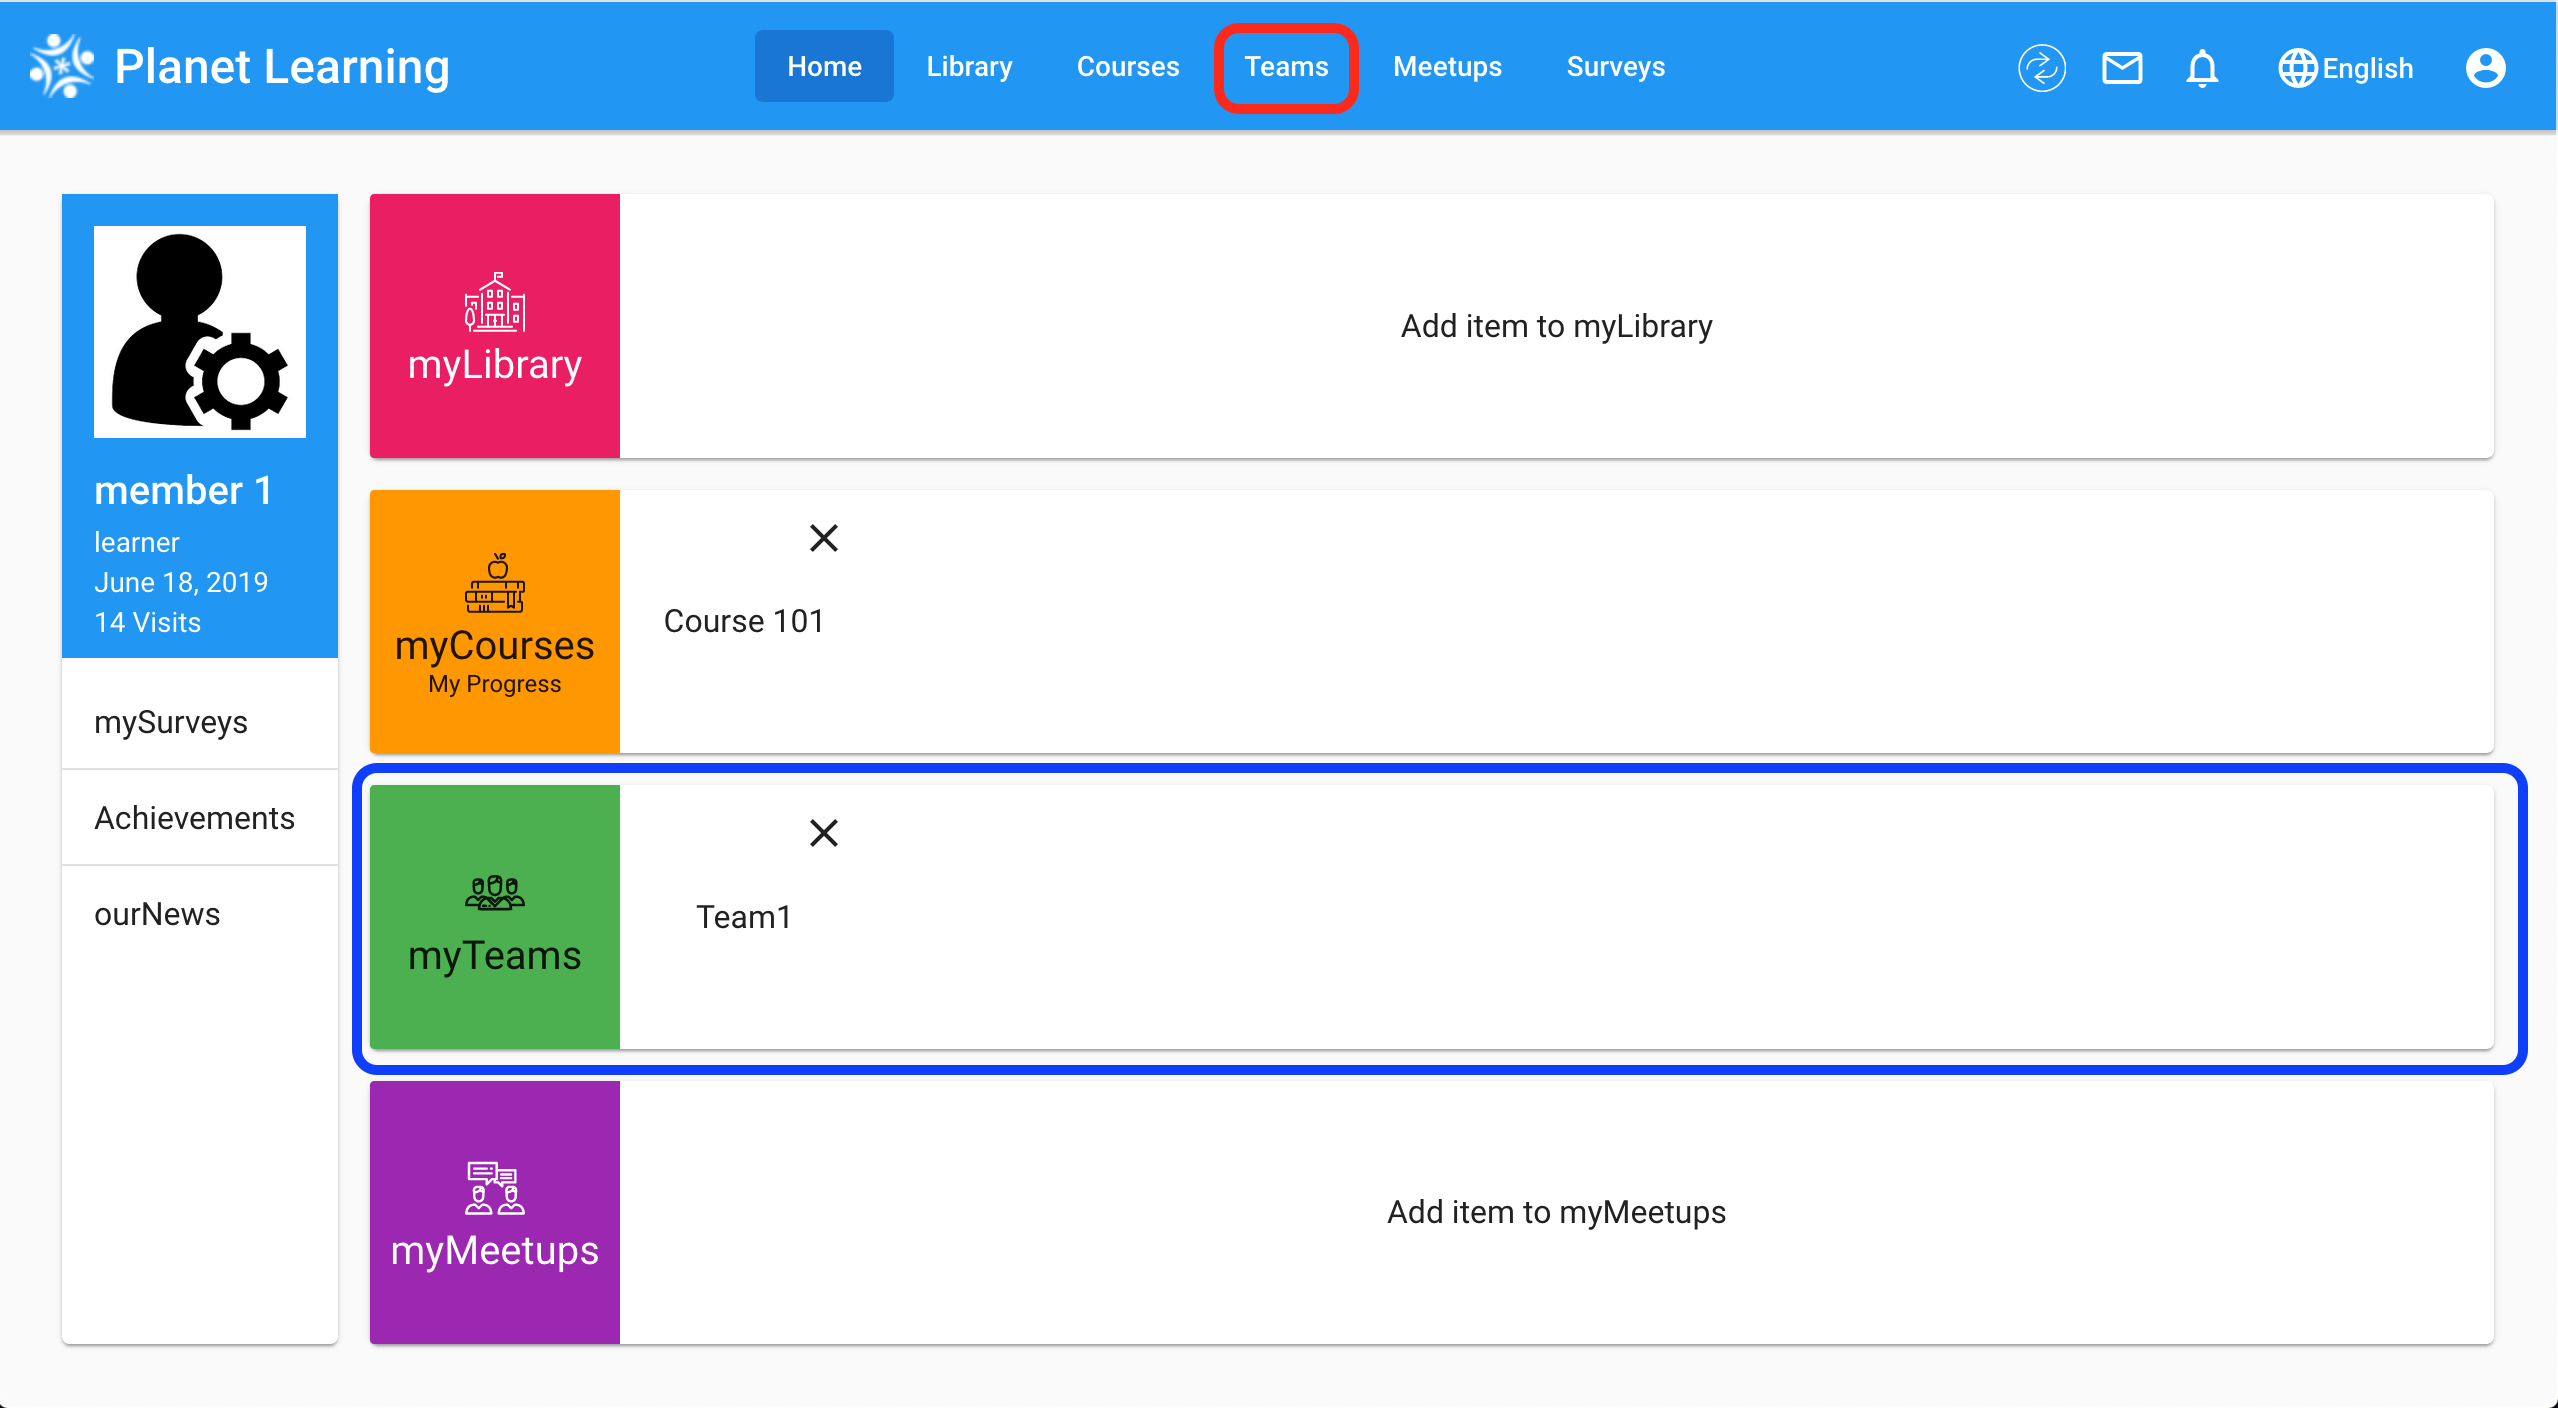 Planet Learning
Home Library Courses Teams Meetups Surveys
English
member 1
learner
June 18, 2019
14 Visits
mySurveys
Achievements
ourNews
myLibrary
Add item to myLibrary
myCourses
My Progress
Course 101
myTeams
Team1
myMeetups
Add item to myMeetups